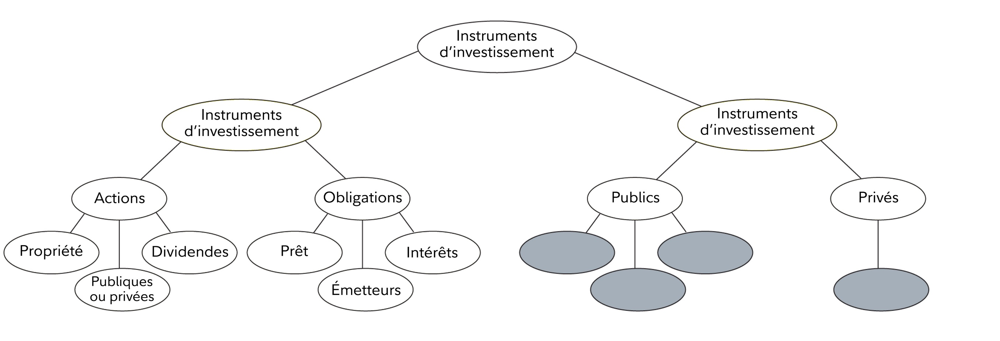 Instruments
d’investissement
Instruments
d’investissement
Instruments
d’investissement
Actions
Obligations
Publics
Privés
Propriété
Dividendes
Prêt
Intérêts
Publiques
ou privées
Émetteurs